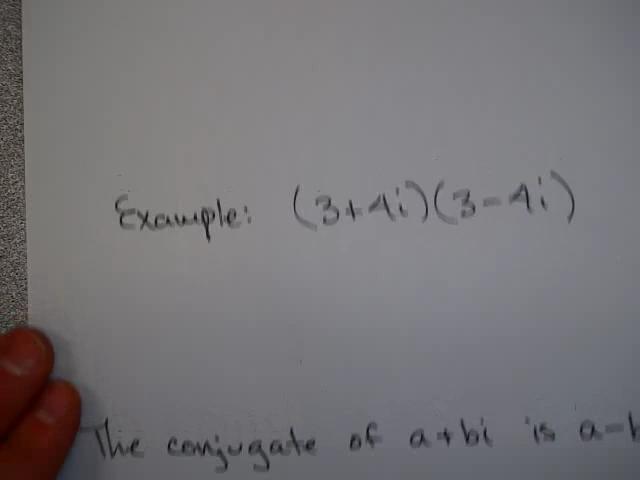 Example: (3+4i)(3-4i)
The conjugate of a+bi is a-b